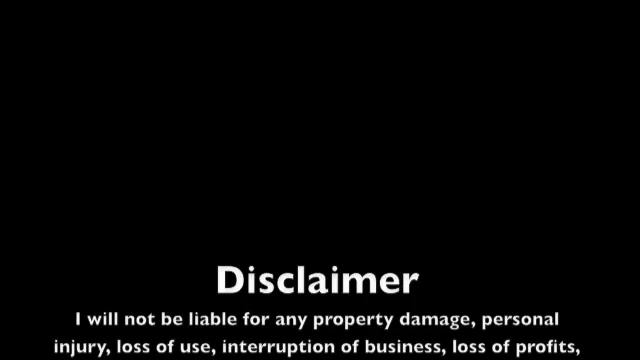 Disclaimer
I will not be liable for any property damage, personal
injury, loss of use, interruption of business, loss of profits,